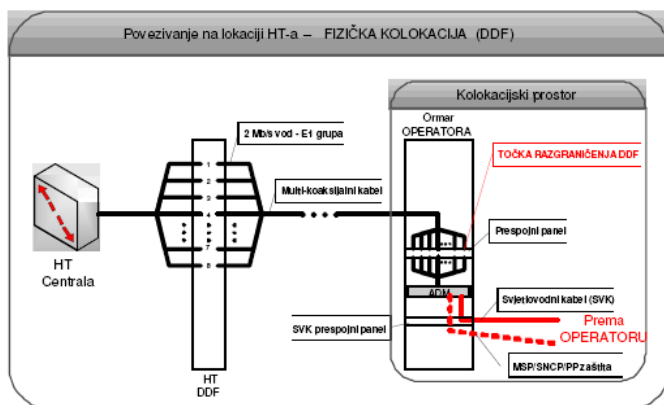 Povezivanje na lokaciji HT-a – FIZIČKA KOLOKACIJA (DDF)
Kolokacijski prostor
Ormar
OPERATORA
2 Mb/s vod - E1 grupa
TOČKA RAZGRANIČENJA DDF
1
2
3
4
7
8
Multi-koaksijalni kabel
Prespojni panel
HT
Centrala
ADM
Svjetlovodni kabel (SVK)
Prema
OPERATORU
SVK prespojni panel
MSP/SNCP/PP zaštita
HT
DDF